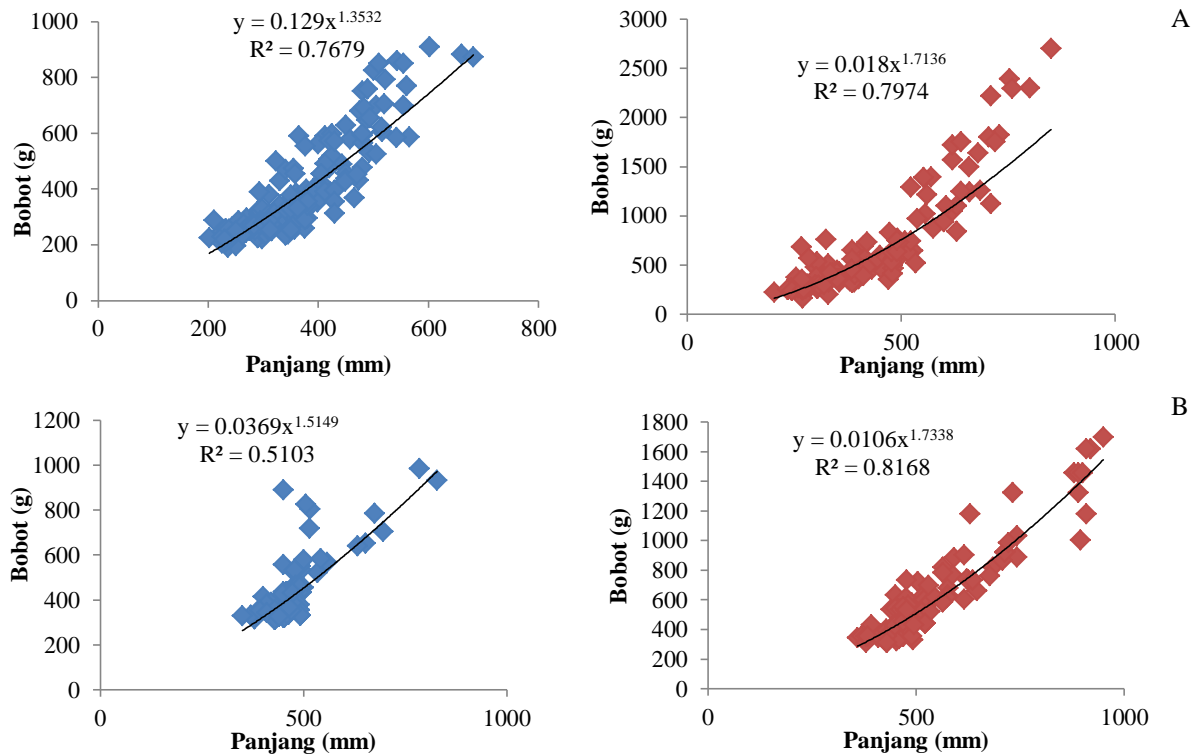 y = 0.129x^1.3532
R² = 0.7679
1000
800
600
400
200
0
0 200 400 600 800
Bobot (g)
Panjang (mm)
A
y = 0.018x^1.7136
R² = 0.7974
3000
2500
2000
1500
1000
500
0
0 500 1000
Bobot (g)
Panjang (mm)
y = 0.0369x^1.5149
R² = 0.5103
1200
1000
800
600
400
200
0
0 500 1000
Bobot (g)
Panjang (mm)
B
y = 0.0106x^1.7338
R² = 0.8168
1800
1600
1400
1200
1000
800
600
400
200
0
0 500 1000
Bobot (g)
Panjang (mm)